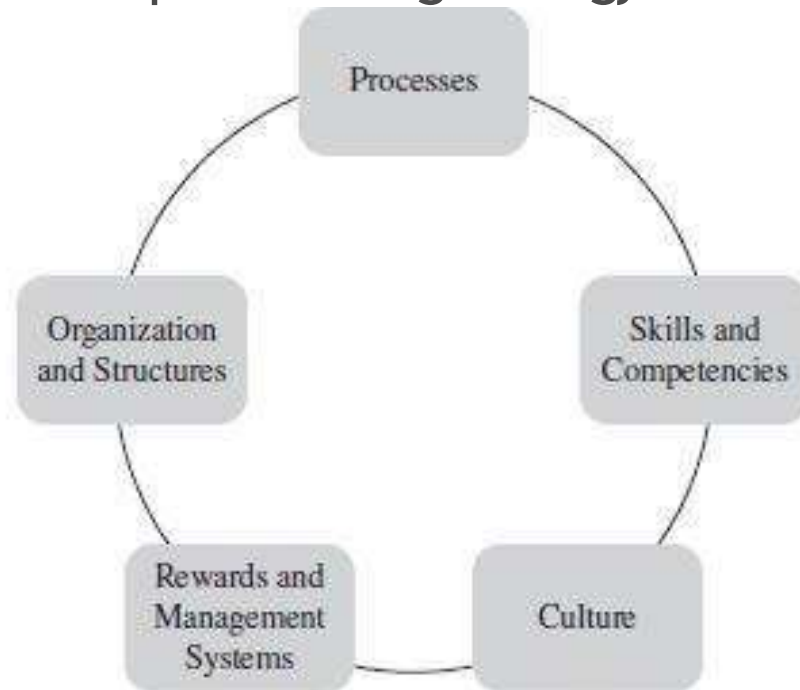 Processes
Organization
and Structures
Skills and
Competencies
Rewards and
Management
Systems
Culture